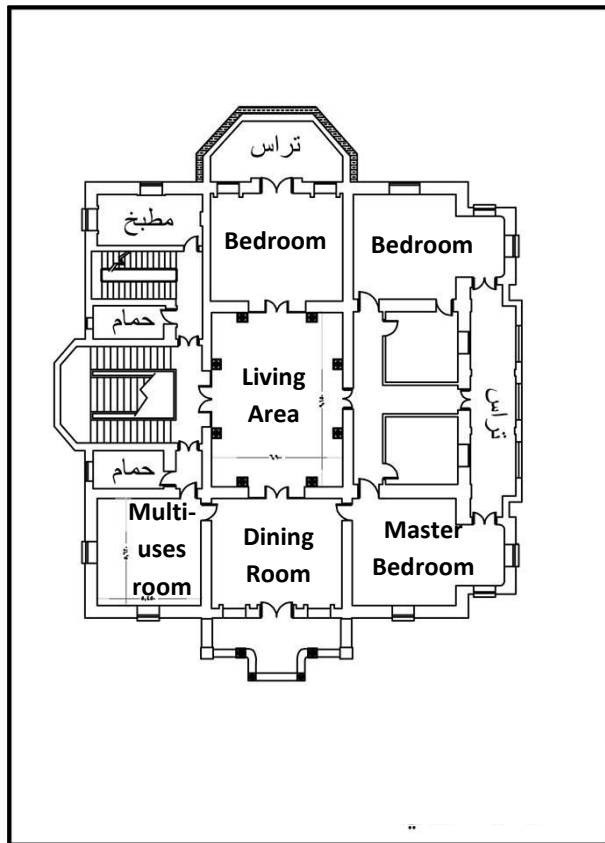 تراس
مطبخ
Bedroom
Bedroom
حمام
Living
Area
تراس
حمام
Multi-
uses
room
Dining
Room
Master
Bedroom